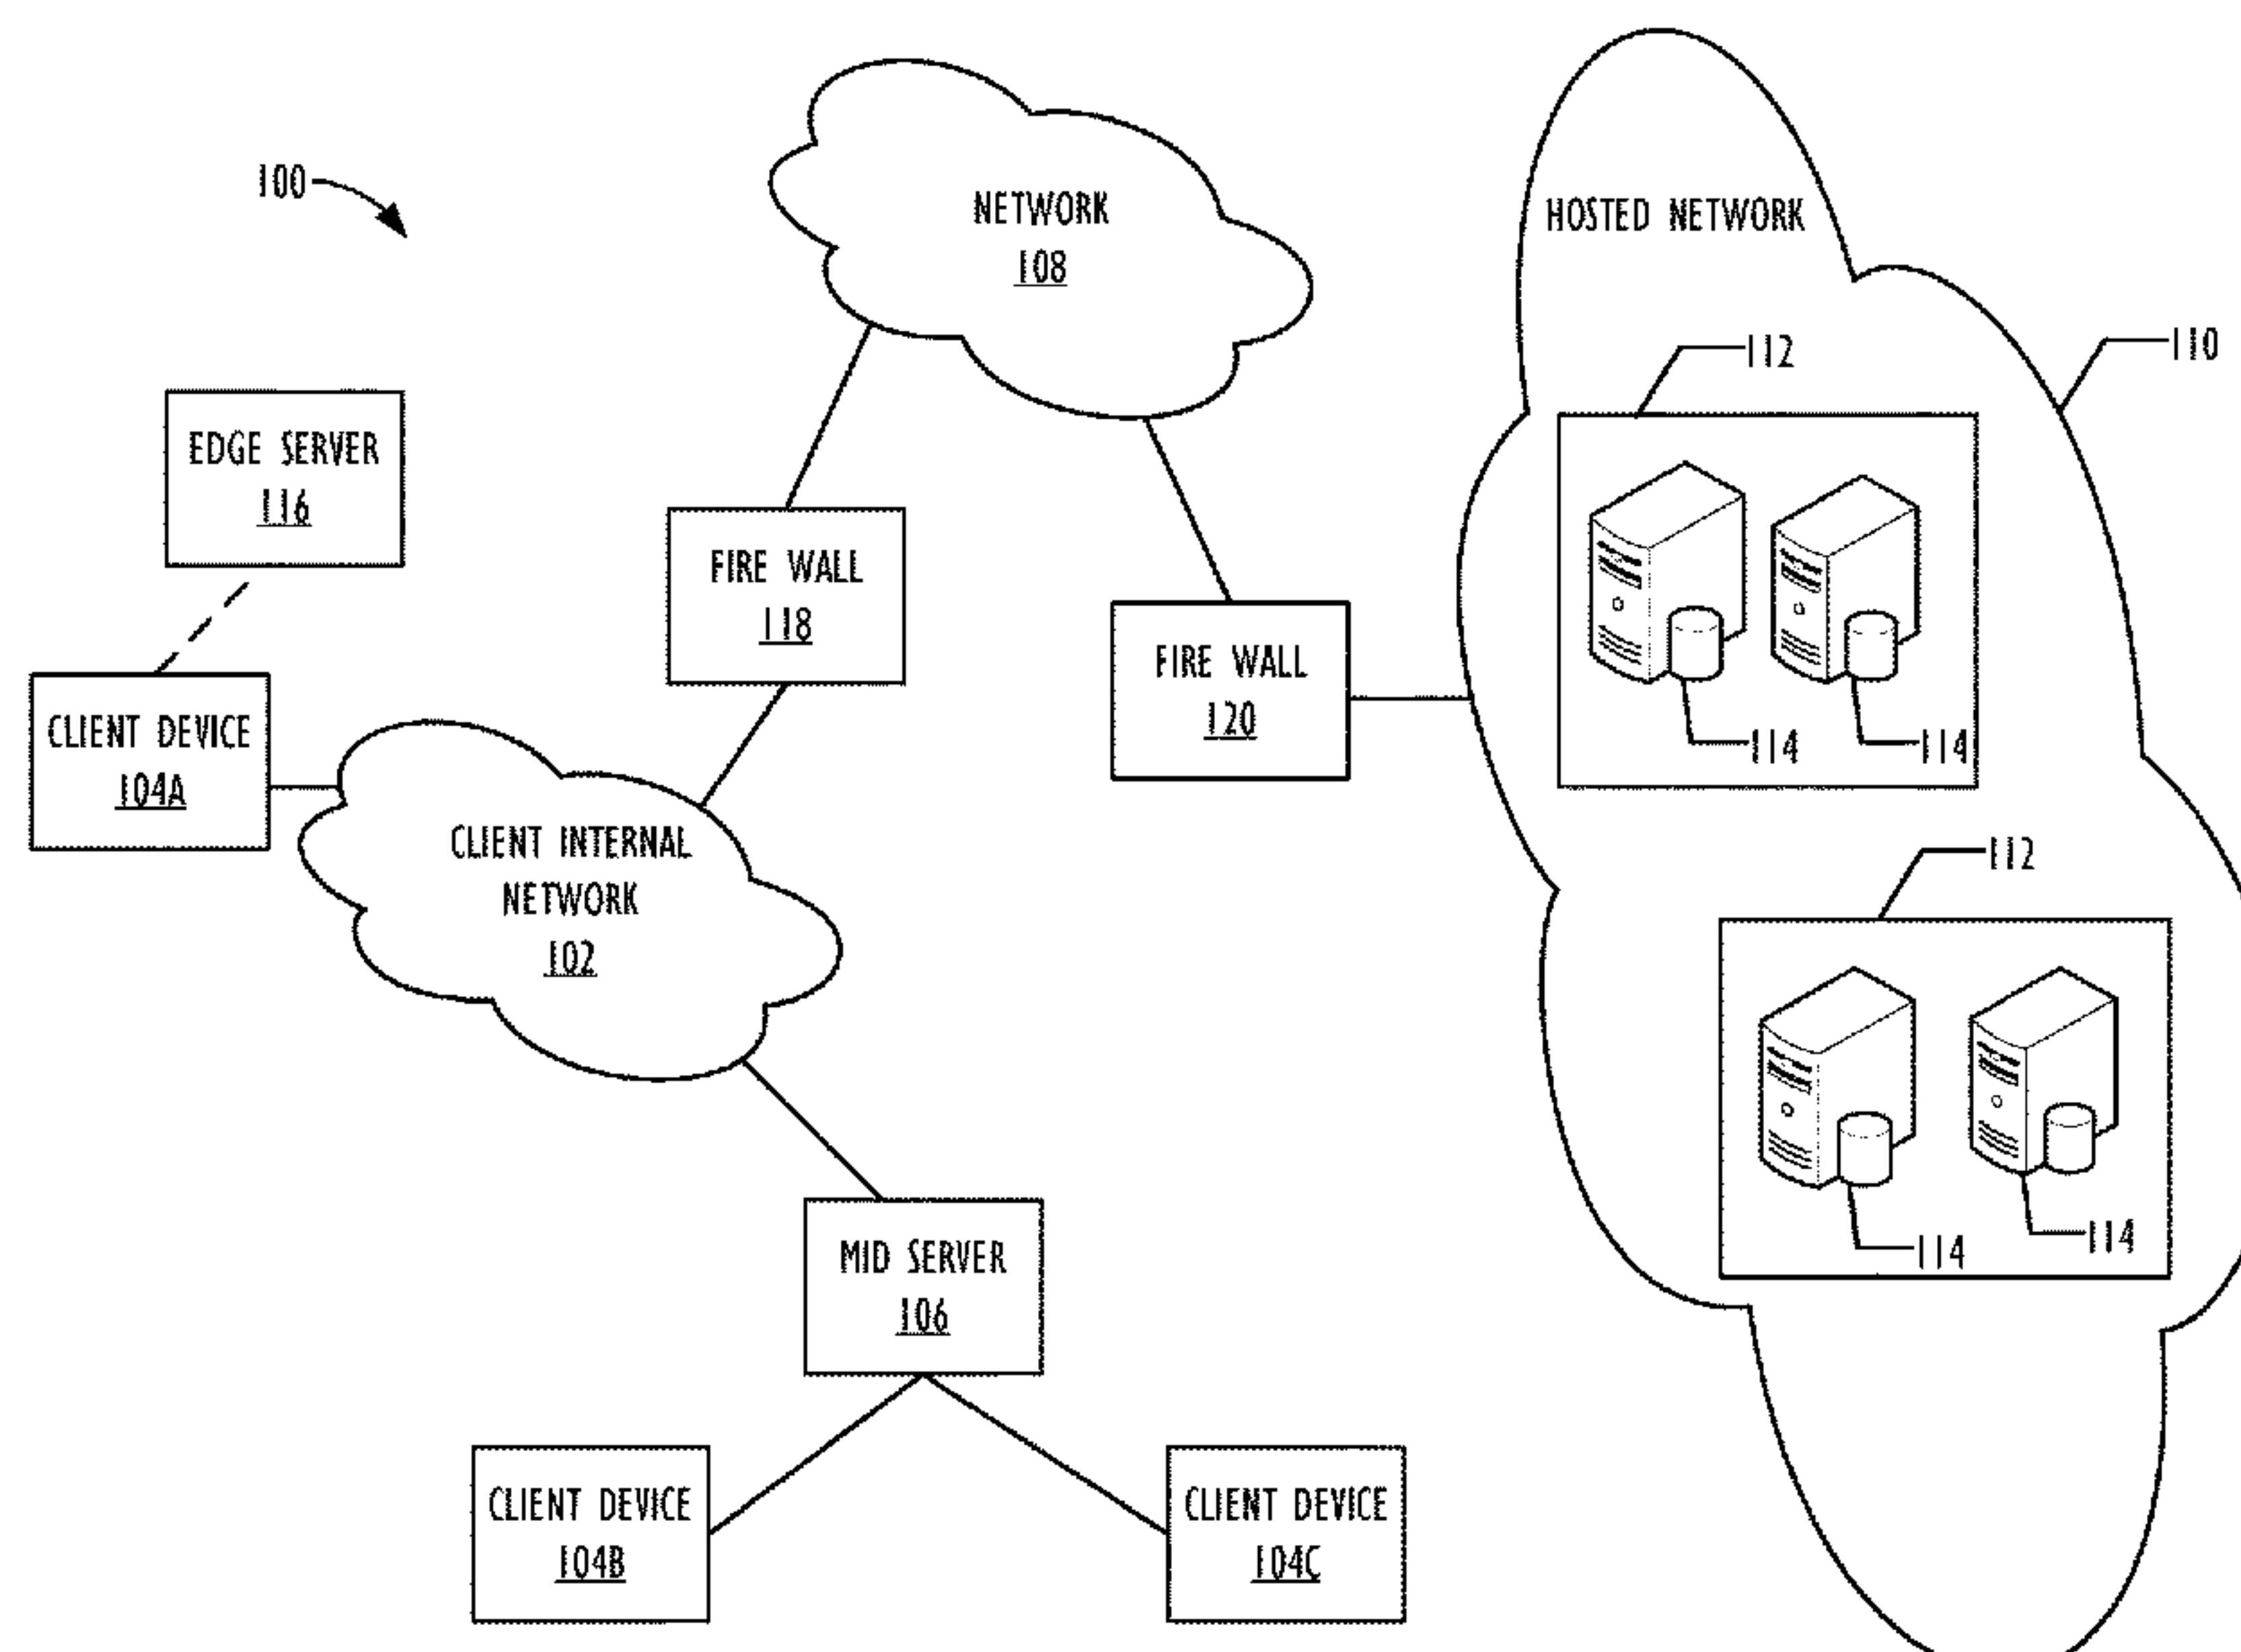 100
NETWORK
108
HOSTED NETWORK
110
112
EDGE SERVER
116
FIRE WALL
118
FIRE WALL
120
114
114
CLIENT DEVICE
104A
CLIENT INTERNAL
NETWORK
102
112
114
114
MID SERVER
106
CLIENT DEVICE
104B
CLIENT DEVICE
104C